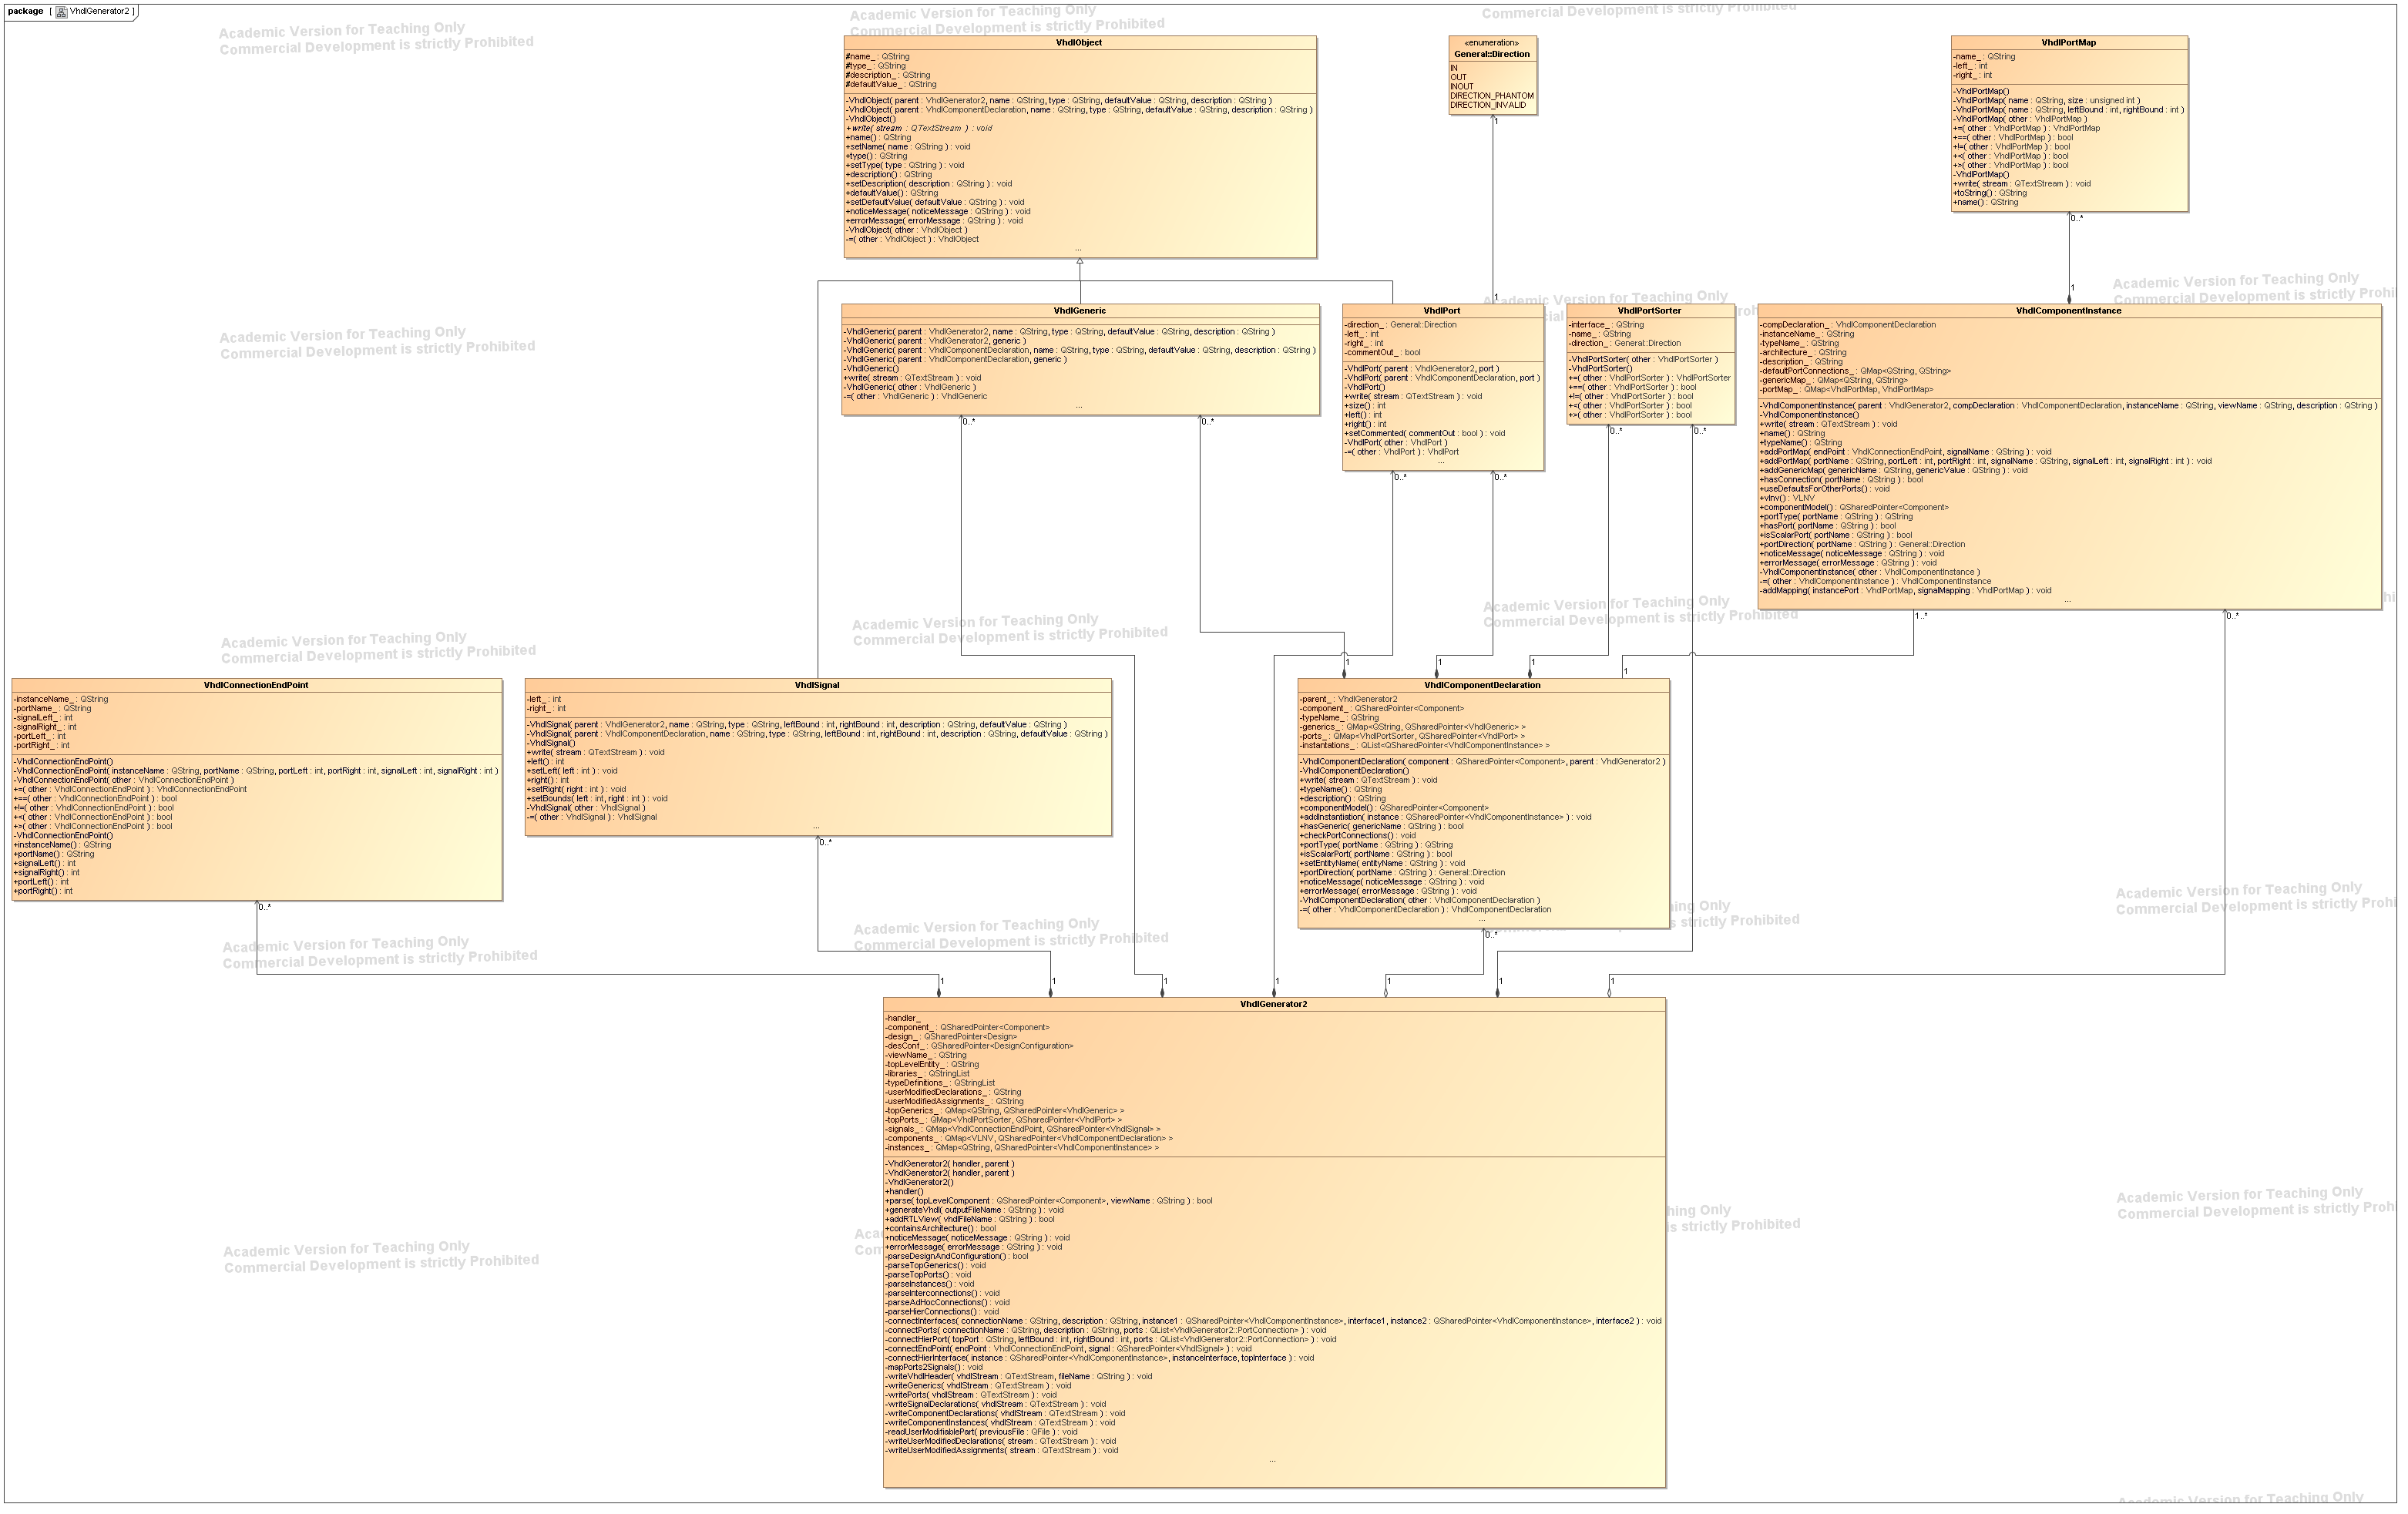 package [ VhdlGenerator2 ]
VhdlObject
#name_ : QString
#type_ : QString
#description_ : QString
#defaultValue_ : QString
-VhdlObject( parent : VhdlGenerator2, name : QString, type : QString, defaultValue : QString, description : QString )
-VhdlObject( parent : VhdlComponentDeclaration, name : QString, type : QString, defaultValue : QString, description : QString )
-VhdlObject()
+write( stream : QTextStream ) : void
+name() : QString
+setName( name : QString ) : void
+type() : QString
+setType( type : QString ) : void
+description() : QString
+setDescription( description : QString ) : void
+defaultValue() : QString
+setDefaultValue( defaultValue : QString ) : void
+noticeMessage( noticeMessage : QString ) : void
+errorMessage( errorMessage : QString ) : void
-VhdlObject( other : VhdlObject )
-=( other : VhdlObject ) : VhdlObject
...
«enumeration»
General::Direction
IN
OUT
INOUT
DIRECTION_PHANTOM
DIRECTION_INVALID
1
1
VhdlPortMap
-name_ : QString
-left_ : int
-right_ : int
-VhdlPortMap()
-VhdlPortMap( name : QString, size : unsigned int )
-VhdlPortMap( name : QString, leftBound : int, rightBound : int )
-VhdlPortMap( other : VhdlPortMap )
+=( other : VhdlPortMap ) : VhdlPortMap
+==( other : VhdlPortMap ) : bool
+!=( other : VhdlPortMap ) : bool
+<( other : VhdlPortMap ) : bool
+>( other : VhdlPortMap ) : bool
-VhdlPortMap()
+write( stream : QTextStream ) : void
+toString() : QString
+name() : QString
0..*
1
VhdlGeneric
-VhdlGeneric( parent : VhdlGenerator2, name : QString, type : QString, defaultValue : QString, description : QString )
-VhdlGeneric( parent : VhdlGenerator2, generic )
-VhdlGeneric( parent : VhdlComponentDeclaration, name : QString, type : QString, defaultValue : QString, description : QString )
-VhdlGeneric( parent : VhdlComponentDeclaration, generic )
-VhdlGeneric()
+write( stream : QTextStream ) : void
-VhdlGeneric( other : VhdlGeneric )
-=( other : VhdlGeneric ) : VhdlGeneric
...
0..*
0..*
VhdlPort
-direction_ : General::Direction
-left_ : int
-right_ : int
-commentOut_ : bool
-VhdlPort( parent : VhdlGenerator2, port )
-VhdlPort( parent : VhdlComponentDeclaration, port )
-VhdlPort()
+write( stream : QTextStream ) : void
+size() : int
+left() : int
+right() : int
+setCommented( commentOut : bool ) : void
-VhdlPort( other : VhdlPort )
-=( other : VhdlPort ) : VhdlPort
...
0..*
0..*
VhdlPortSorter
-interface_ : QString
-name_ : QString
-direction_ : General::Direction
-VhdlPortSorter( other : VhdlPortSorter )
-VhdlPortSorter()
+=( other : VhdlPortSorter ) : VhdlPortSorter
+==( other : VhdlPortSorter ) : bool
+!=( other : VhdlPortSorter ) : bool
+<( other : VhdlPortSorter ) : bool
+>( other : VhdlPortSorter ) : bool
0..*
0..*
VhdlComponentInstance
-compDeclaration_ : VhdlComponentDeclaration
-instanceName_ : QString
-typeName_ : QString
-architecture_ : QString
-description_ : QString
-defaultPortConnections_ : QMap<QString, QString>
-genericMap_ : QMap<QString, QString>
-portMap_ : QMap<VhdlPortMap, VhdlPortMap>
-VhdlComponentInstance( parent : VhdlGenerator2, compDeclaration : VhdlComponentDeclaration, instanceName : QString, viewName : QString, description : QString )
-VhdlComponentInstance()
+write( stream : QTextStream ) : void
+name() : QString
+typeName() : QString
+addPortMap( endPoint : VhdlConnectionEndPoint, signalName : QString ) : void
+addPortMap( portName : QString, portLeft : int, portRight : int, signalName : QString, signalLeft : int, signalRight : int ) : void
+addGenericMap( genericName : QString, genericValue : QString ) : void
+hasConnection( portName : QString ) : bool
+useDefaultsForOtherPorts() : void
+vlnv() : VLNV
+componentModel() : QSharedPointer<Component>
+portType( portName : QString ) : QString
+hasPort( portName : QString ) : bool
+isScalarPort( portName : QString ) : bool
+portDirection( portName : QString ) : General::Direction
+noticeMessage( noticeMessage : QString ) : void
+errorMessage( errorMessage : QString ) : void
-VhdlComponentInstance( other : VhdlComponentInstance )
-=( other : VhdlComponentInstance ) : VhdlComponentInstance
-addMapping( instancePort : VhdlPortMap, signalMapping : VhdlPortMap ) : void
...
1..*
0..*
VhdlConnectionEndPoint
-instanceName_ : QString
-portName_ : QString
-signalLeft_ : int
-signalRight_ : int
-portLeft_ : int
-portRight_ : int
-VhdlConnectionEndPoint()
-VhdlConnectionEndPoint( instanceName : QString, portName : QString, portLeft : int, portRight : int, signalLeft : int, signalRight : int )
-VhdlConnectionEndPoint( other : VhdlConnectionEndPoint )
+=( other : VhdlConnectionEndPoint ) : VhdlConnectionEndPoint
+==( other : VhdlConnectionEndPoint ) : bool
+!=( other : VhdlConnectionEndPoint ) : bool
+<( other : VhdlConnectionEndPoint ) : bool
+>( other : VhdlConnectionEndPoint ) : bool
-VhdlConnectionEndPoint()
+instanceName() : QString
+portName() : QString
+signalLeft() : int
+signalRight() : int
+portLeft() : int
+portRight() : int
0..*
VhdlSignal
-left_ : int
-right_ : int
-VhdlSignal( parent : VhdlGenerator2, name : QString, type : QString, leftBound : int, rightBound : int, description : QString, defaultValue : QString )
-VhdlSignal( parent : VhdlComponentDeclaration, name : QString, type : QString, leftBound : int, rightBound : int, description : QString, defaultValue : QString )
-VhdlSignal()
+write( stream : QTextStream ) : void
+left() : int
+setLeft( left : int ) : void
+right() : int
+setRight( right : int ) : void
+setBounds( left : int, right : int ) : void
-VhdlSignal( other : VhdlSignal )
-=( other : VhdlSignal ) : VhdlSignal
...
0..*
1
1
1
1
VhdlComponentDeclaration
-parent_ : VhdlGenerator2
-component_ : QSharedPointer<Component>
-typeName_ : QString
-generics_ : QMap<QString, QSharedPointer<VhdlGeneric> >
-ports_ : QMap<VhdlPortSorter, QSharedPointer<VhdlPort> >
-instantations_ : QList<QSharedPointer<VhdlComponentInstance> >
-VhdlComponentDeclaration( component : QSharedPointer<Component>, parent : VhdlGenerator2 )
-VhdlComponentDeclaration()
+write( stream : QTextStream ) : void
+typeName() : QString
+description() : QString
+componentModel() : QSharedPointer<Component>
+addInstantiation( instance : QSharedPointer<VhdlComponentInstance> ) : void
+hasGeneric( genericName : QString ) : bool
+checkPortConnections() : void
+portType( portName : QString ) : QString
+isScalarPort( portName : QString ) : bool
+setEntityName( entityName : QString ) : void
+portDirection( portName : QString ) : General::Direction
+noticeMessage( noticeMessage : QString ) : void
+errorMessage( errorMessage : QString ) : void
-VhdlComponentDeclaration( other : VhdlComponentDeclaration )
-=( other : VhdlComponentDeclaration ) : VhdlComponentDeclaration
...
0..*
1
1
1
1
1
1
1
VhdlGenerator2
-handler_
-component_ : QSharedPointer<Component>
-design_ : QSharedPointer<Design>
-desConf_ : QSharedPointer<DesignConfiguration>
-viewName_ : QString
-topLevelEntity_ : QString
-libraries_ : QStringList
-typeDefinitions_ : QStringList
-userModifiedDeclarations_ : QString
-userModifiedAssignments_ : QString
-topGenerics_ : QMap<QString, QSharedPointer<VhdlGeneric> >
-topPorts_ : QMap<VhdlPortSorter, QSharedPointer<VhdlPort> >
-signals_ : QMap<VhdlConnectionEndPoint, QSharedPointer<VhdlSignal> >
-components_ : QMap<VLNV, QSharedPointer<VhdlComponentDeclaration> >
-instances_ : QMap<QString, QSharedPointer<VhdlComponentInstance> >
-VhdlGenerator2( handler, parent )
-VhdlGenerator2( handler, parent )
-VhdlGenerator2()
+handler()
+parse( topLevelComponent : QSharedPointer<Component>, viewName : QString ) : bool
+generateVhdl( outputFileName : QString ) : void
+addRTLView( vhdlFileName : QString ) : bool
+containsArchitecture() : bool
+noticeMessage( noticeMessage : QString ) : void
+errorMessage( errorMessage : QString ) : void
-parseDesignAndConfiguration() : bool
-parseTopGenerics() : void
-parseTopPorts() : void
-parseInstances() : void
-parseInterconnections() : void
-parseAdHocConnections() : void
-parseHierConnections() : void
-connectInterfaces( connectionName : QString, description : QString, instance1 : QSharedPointer<VhdlComponentInstance>, interface1, instance2 : QSharedPointer<VhdlComponentInstance>, interface2 ) : void
-connectPorts( connectionName : QString, description : QString, ports : QList<VhdlGenerator2::PortConnection> ) : void
-connectHierPort( topPort : QString, leftBound : int, rightBound : int, ports : QList<VhdlGenerator2::PortConnection> ) : void
-connectEndPoint( endPoint : VhdlConnectionEndPoint, signal : QSharedPointer<VhdlSignal> ) : void
-connectHierInterface( instance : QSharedPointer<VhdlComponentInstance>, instanceInterface, topInterface ) : void
-mapPorts2Signals() : void
-writeVhdlHeader( vhdlStream : QTextStream, fileName : QString ) : void
-writeGenerics( vhdlStream : QTextStream ) : void
-writePorts( vhdlStream : QTextStream ) : void
-writeSignalDeclarations( vhdlStream : QTextStream ) : void
-writeComponentDeclarations( vhdlStream : QTextStream ) : void
-writeComponentInstances( vhdlStream : QTextStream ) : void
-readUserModifiablePart( previousFile : QFile ) : void
-writeUserModifiedDeclarations( stream : QTextStream ) : void
-writeUserModifiedAssignments( stream : QTextStream ) : void
...
Academic Version for Teaching Only
Commercial Development is strictly Prohibited